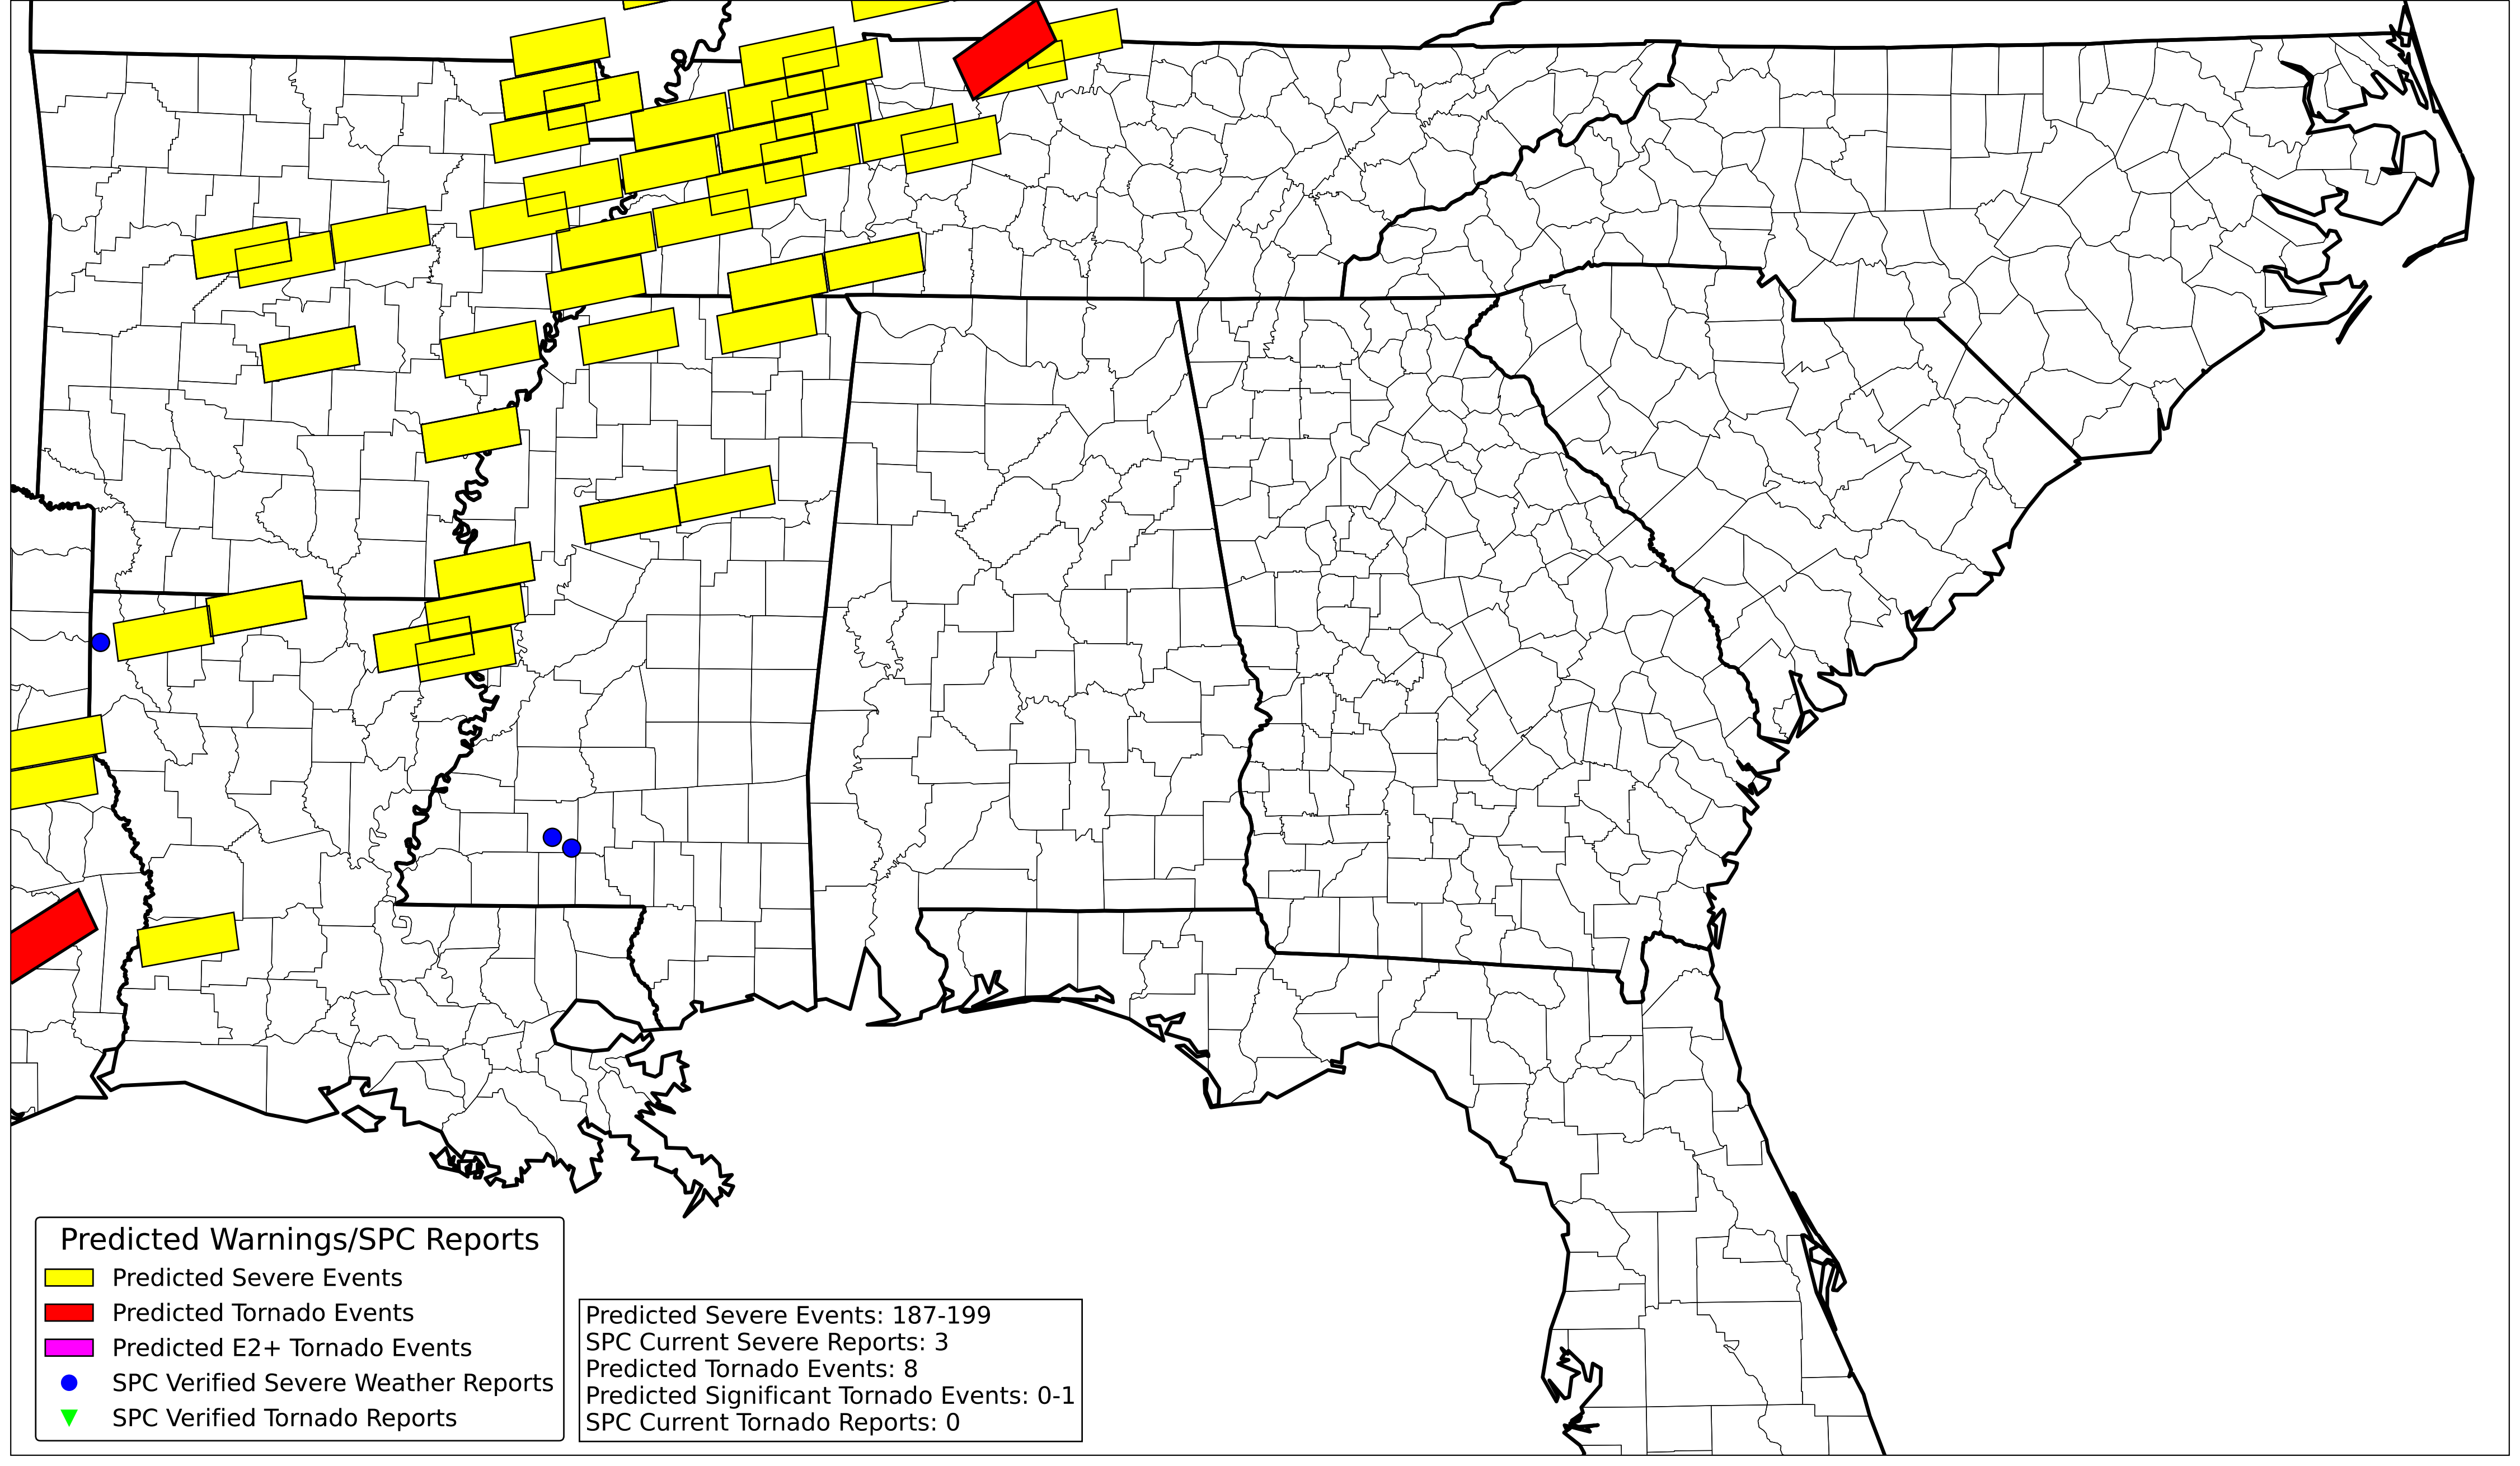 Predicted Warnings/SPC Reports
Predicted Severe Events
Predicted Tornado Events
Predicted E2+ Tornado Events
SPC Verified Severe Weather Reports
SPC Verified Tornado Reports
Predicted Severe Events: 187-199
SPC Current Severe Reports: 3
Predicted Tornado Events: 8
Predicted Significant Tornado Events: 0-1
SPC Current Tornado Reports: 0